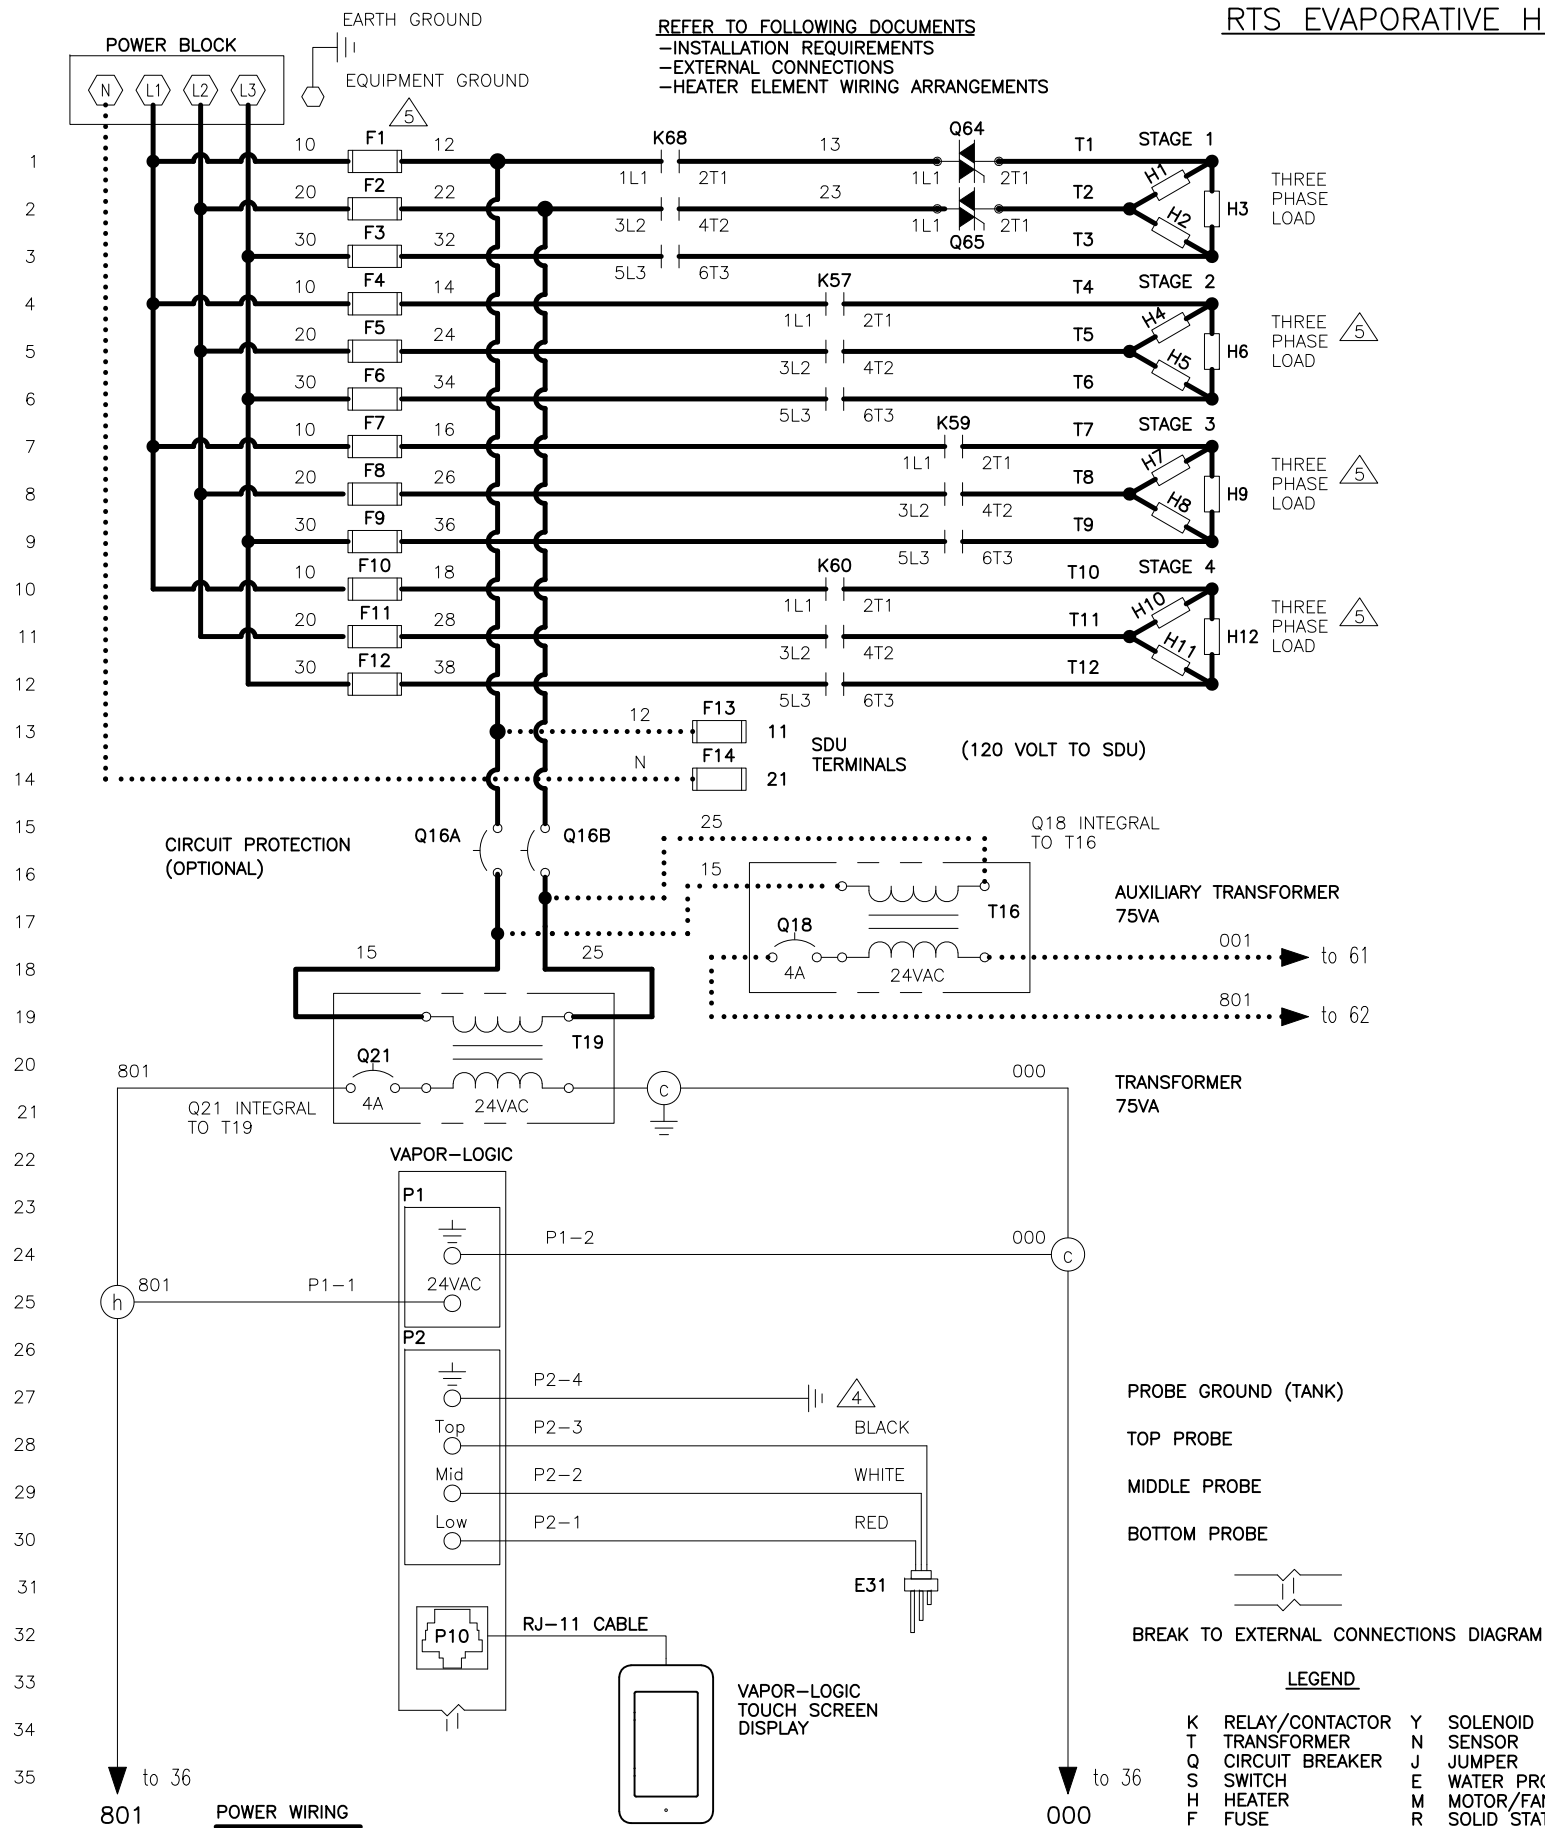 RTS EVAPORATIVE H
EARTH GROUND
REFER TO FOLLOWING DOCUMENTS
-INSTALLATION REQUIREMENTS
-EXTERNAL CONNECTIONS
-HEATER ELEMENT WIRING ARRANGEMENTS
POWER BLOCK
EQUIPMENT GROUND
N L1 L2 L3
5
1 10 F1 12 K68 13 Q64 T1 STAGE 1
1L1 2T1 1L1 2T1 H1
2 20 F2 22 23 T2 H3
3L2 4T2 1L1 2T1 H2
Q65
THREE
PHASE
LOAD
3 30 F3 32 T3
5L3 6T3
4 10 F4 14 K57 T4 STAGE 2
1L1 2T1 H4
5 20 F5 24 T5 H6
3L2 4T2 H5
THREE
PHASE
LOAD
5
6 30 F6 34 T6
5L3 6T3
7 10 F7 16 K59 T7 STAGE 3
1L1 2T1 H7
8 20 F8 26 T8 H9
3L2 4T2 H8
THREE
PHASE
LOAD
5
9 30 F9 36 T9
5L3 6T3
10 10 F10 18 K60 T10 STAGE 4
1L1 2T1 H10
11 20 F11 28 T11 H12
3L2 4T2 H11
THREE
PHASE
LOAD
5
12 30 F12 38 T12
5L3 6T3
13 12 F13 11
SDU
TERMINALS
(120 VOLT TO SDU)
14 N F14 21
15 Q16A Q16B 25
Q18 INTEGRAL
TO T16
CIRCUIT PROTECTION
(OPTIONAL)
16 15
AUXILIARY TRANSFORMER
75VA
17 Q18 T16
18 15 25 4A 24VAC 001 to 61
19 801 to 62
T19
20 801 Q21 c 000
TRANSFORMER
75VA
21 4A 24VAC
Q21 INTEGRAL
TO T19
22 VAPOR-LOGIC
23 P1
24 P1-2 000 c
25 h 801 P1-1 24VAC
26 P2
27 P2-4 4 PROBE GROUND (TANK)
28 Top P2-3 BLACK TOP PROBE
29 Mid P2-2 WHITE MIDDLE PROBE
30 Low P2-1 RED BOTTOM PROBE
31 E31
32 P10 RJ-11 CABLE BREAK TO EXTERNAL CONNECTIONS DIAGRAM
33 LEGEND
VAPOR-LOGIC
TOUCH SCREEN
DISPLAY
34
K RELAY/CONTACTOR Y SOLENOID
T TRANSFORMER N SENSOR
Q CIRCUIT BREAKER J JUMPER
S SWITCH E WATER PRO
H HEATER M MOTOR/FAN
F FUSE R SOLID STAT
35 to 36 to 36
801 000
POWER WIRING